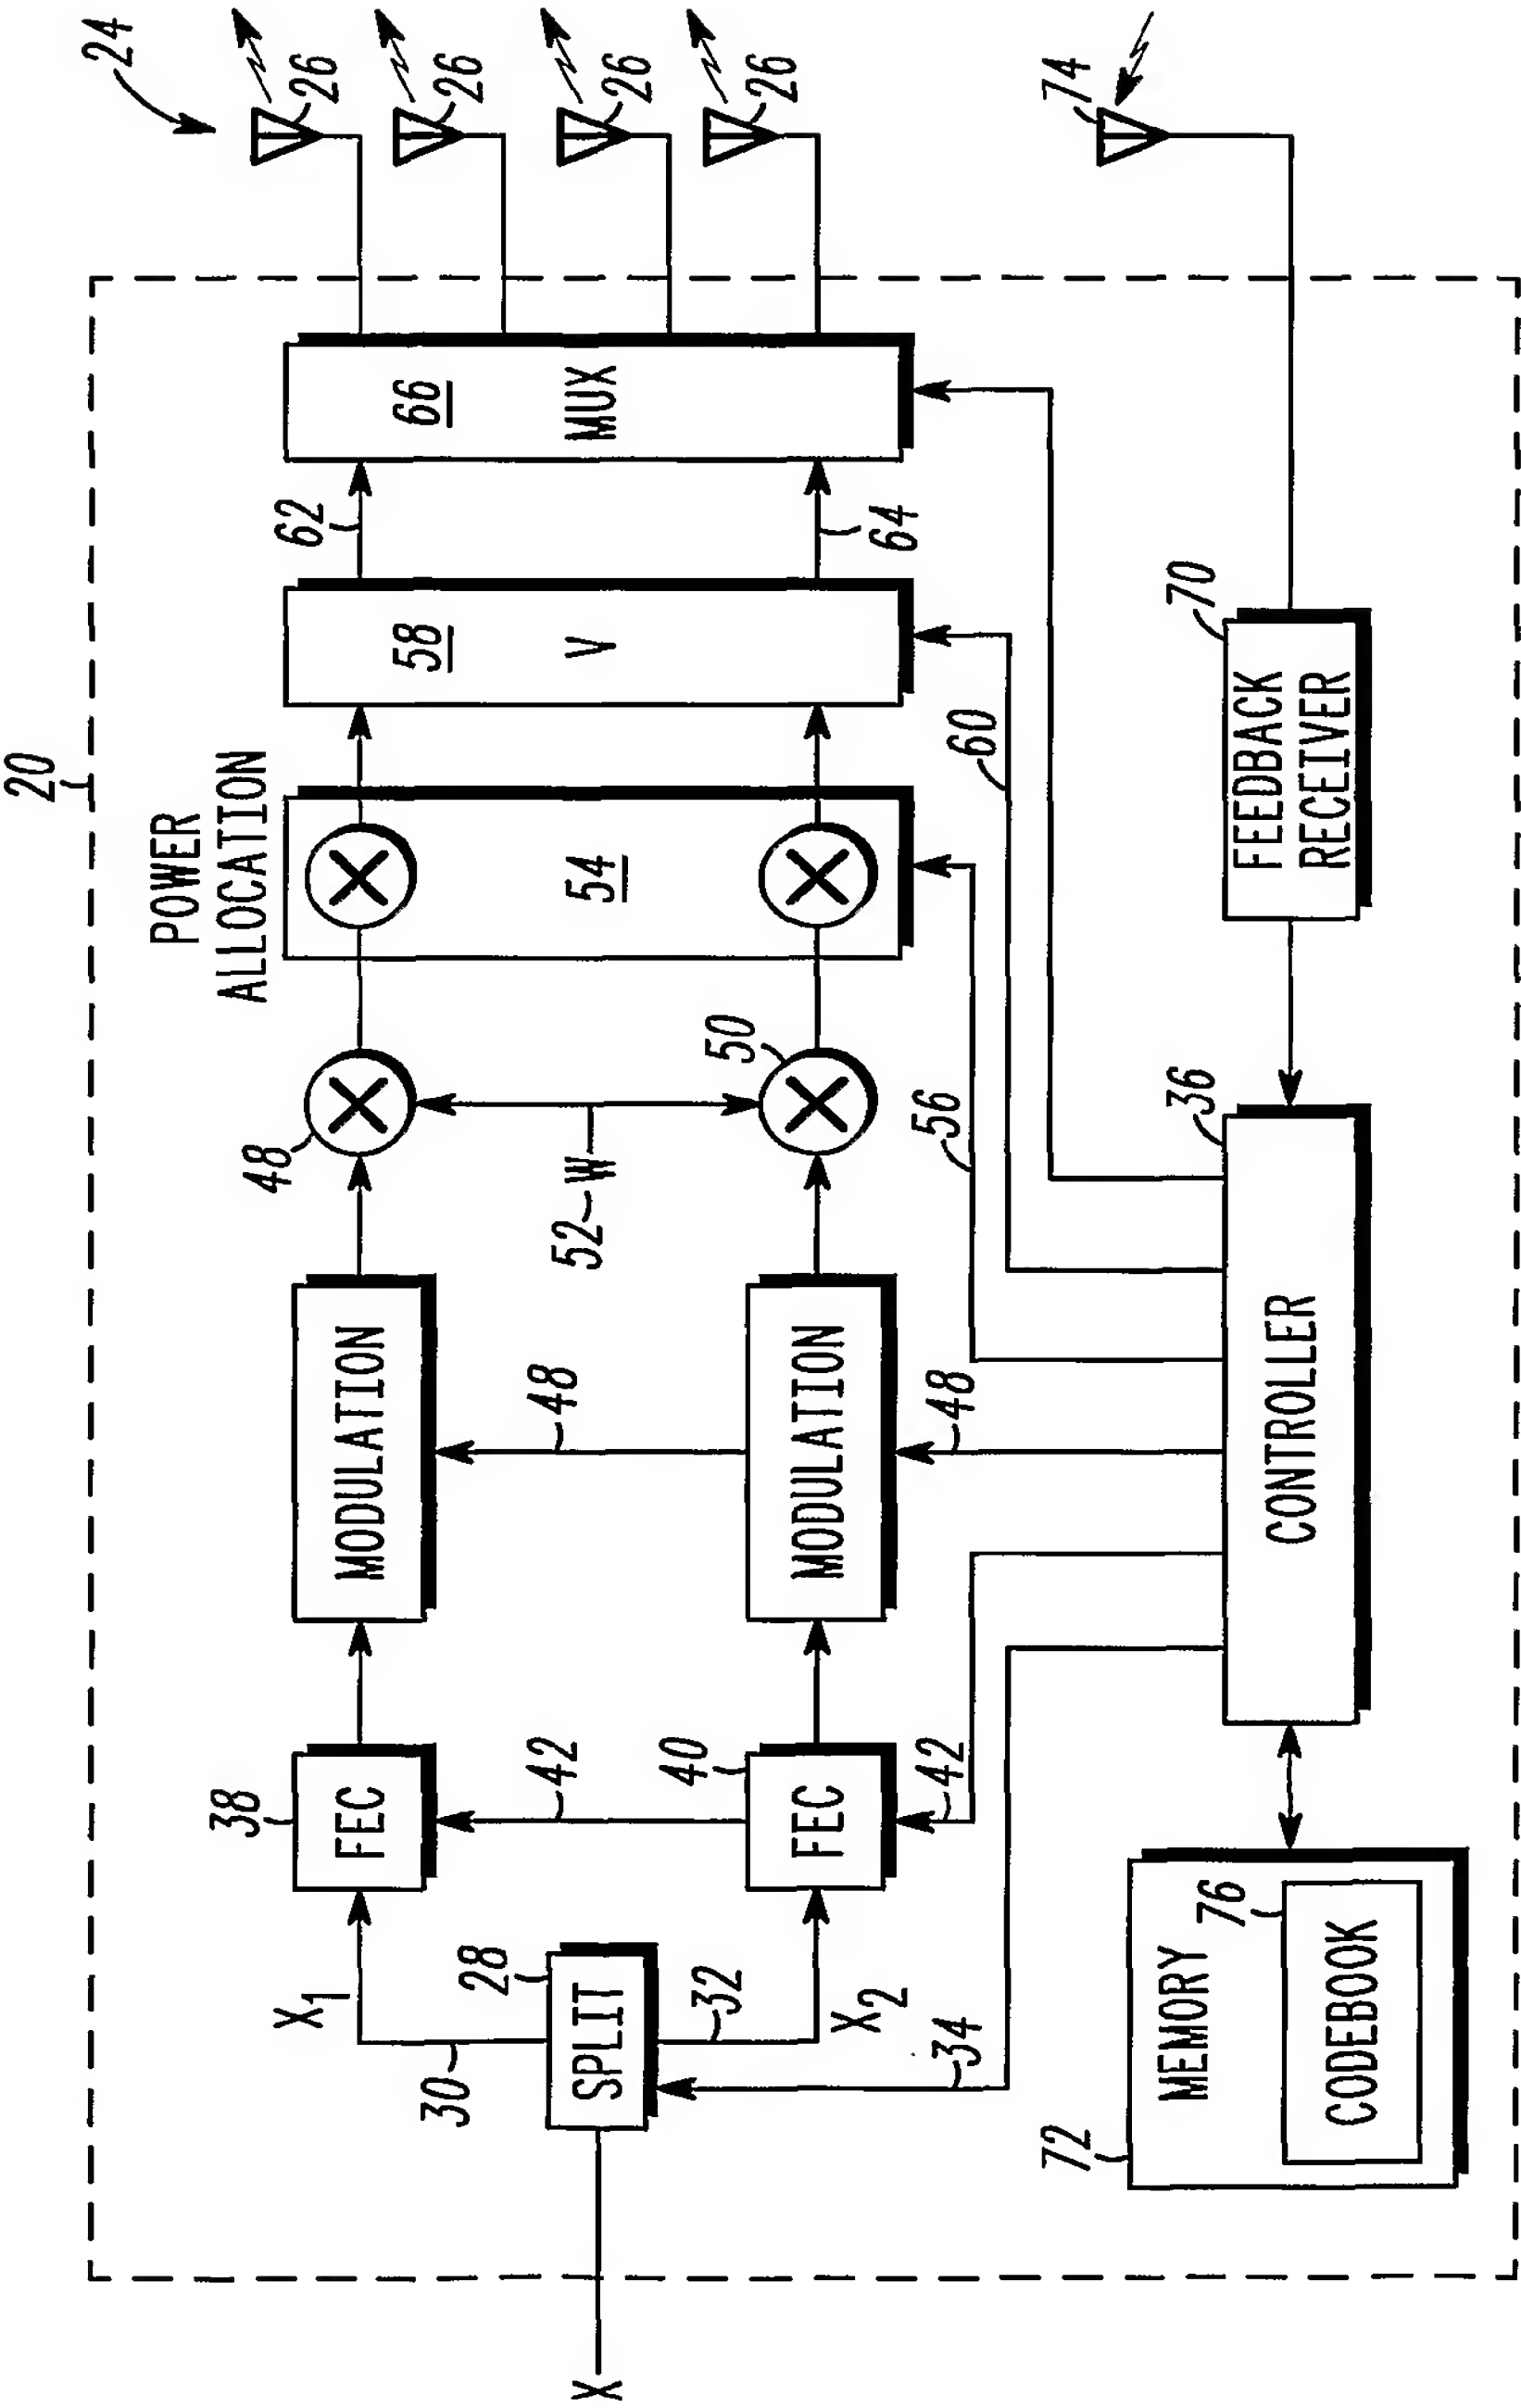 20
24
POWER
ALLOCATION
X
SPLIT
28
30
X1
32
X2
34
FEC
38
FEC
40
42
42
MODULATION
MODULATION
48
48
48
50
52
W
54
56
58
V
60
62
64
66
MUX
26
26
26
26
MEMORY
72
CODEBOOK
76
CONTROLLER
36
FEEDBACK
RECEIVER
70
74